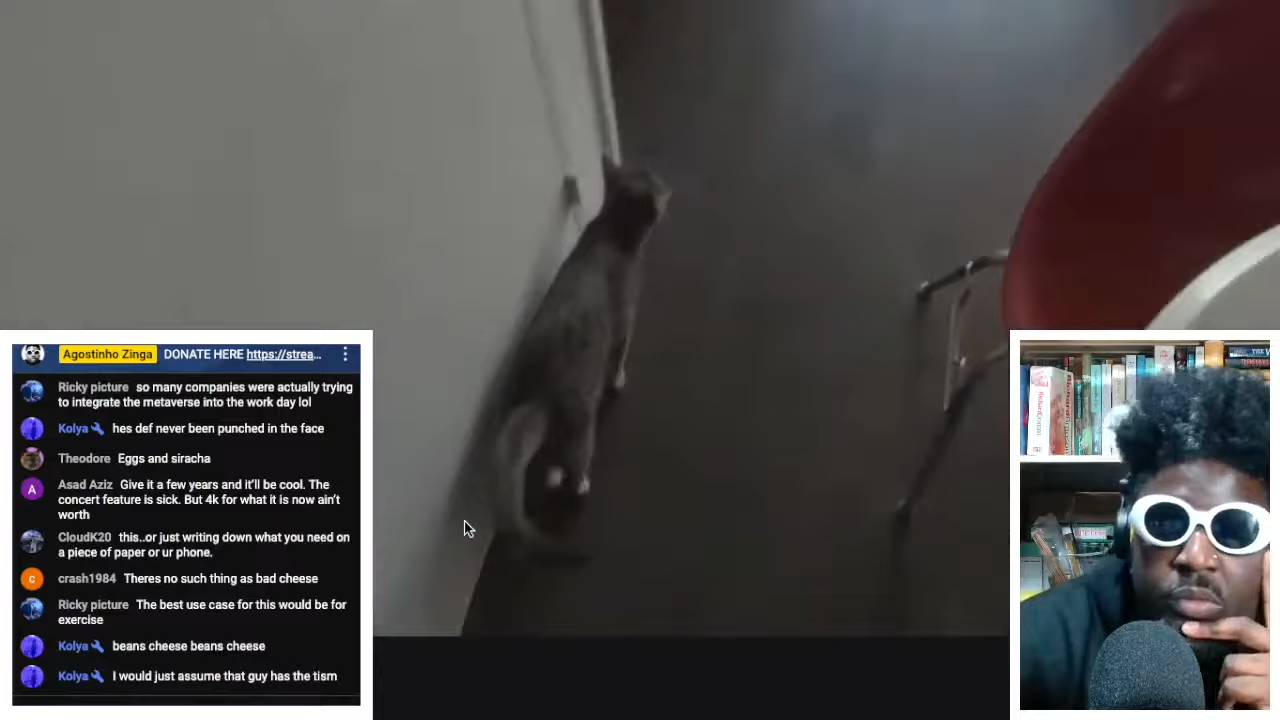 Agostinho Zinga DONATE HERE https://strea...
Ricky picture so many companies were actually trying
to integrate the metaverse into the work day lol
Kolya hes def never been punched in the face
Theodore Eggs and siracha
A Asad Aziz Give it a few years and it'll be cool. The
concert feature is sick. But 4k for what it is now ain't
worth
CloudK20 this..or just writing down what you need on
a piece of paper or ur phone.
c crash1984 Theres no such thing as bad cheese
Ricky picture The best use case for this would be for
exercise
Kolya beans cheese beans cheese
Kolya I would just assume that guy has the tism